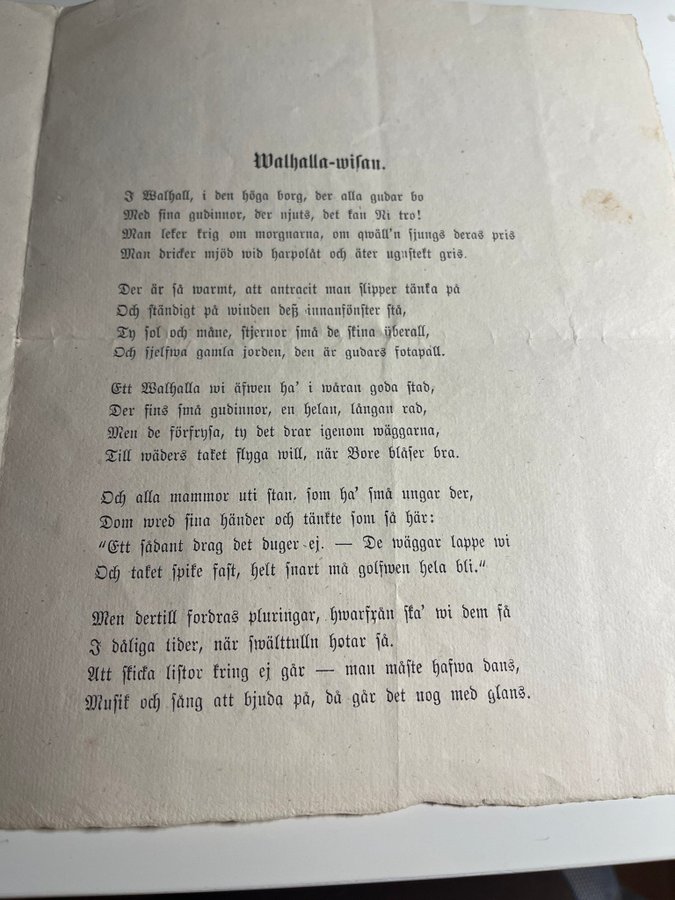 Walhalla-wisan.
I Walhall, i den höga borg, der alla gudar bo
Med sina gudinnor, der njuts, det kan Ni tro!
Man leker krig om morgnarna, om qwäll'n sjungs deras pris
Man dricker mjöd wid harpolåt och äter ugnstekt gris.
Der är så warmt, att antracit man slipper tänka på
Och ständigt på winden deß innanfönster stå,
Ty sol och måne, stjernor små de skina überall,
Och sjelfwa gamla jorden, den är gudars fotapall.
Ett Walhalla wi äfwen ha' i wåran goda stad,
Der fins små gudinnor, en helan, långan rad,
Men de förfrysa, ty det drar igenom wäggarna,
Till wäders taket flyga will, när Bore blåser bra.
Och alla mammor uti stan. som ha' små ungar der,
Dom wred sina händer och tänkte som så här:
"Ett sådant drag det duger ej. — De wäggar lappe wi
Och taket spike fast, helt snart må golfwen hela bli."
Men dertill fordras pluringar, hwarfrån ska' wi dem få
I dåliga tider, när swälttulln hotar så.
Att skicka listor kring ej går — man måste hafwa dans,
Musik och sång att bjuda på, då går det nog med glans.